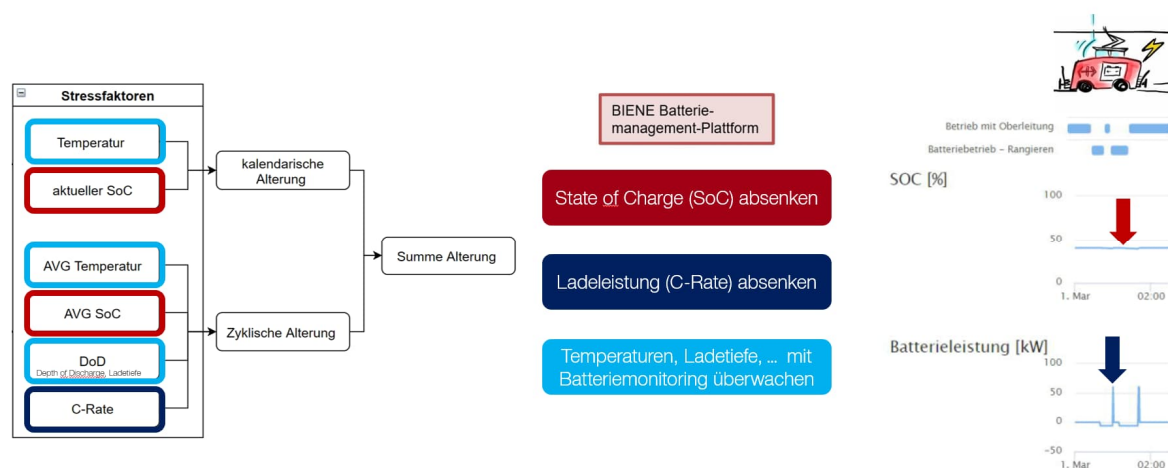 Stressfaktoren
Temperatur
aktueller SoC
AVG Temperatur
AVG SoC
DoD
Depth of Discharge, Ladetiefe
C-Rate
kalendarische
Alterung
Zyklische Alterung
Summe Alterung
BIENE Batterie-
management-Plattform
State of Charge (SoC) absenken
Ladeleistung (C-Rate) absenken
Temperaturen, Ladetiefe, ... mit
Batteriemonitoring überwachen
Betrieb mit Oberleitung
Batteriebetrieb – Rangieren
SOC [%]
100
50
0
1. Mar 02:00
Batterieleistung [kW]
100
50
0
−50
1. Mar 02:00